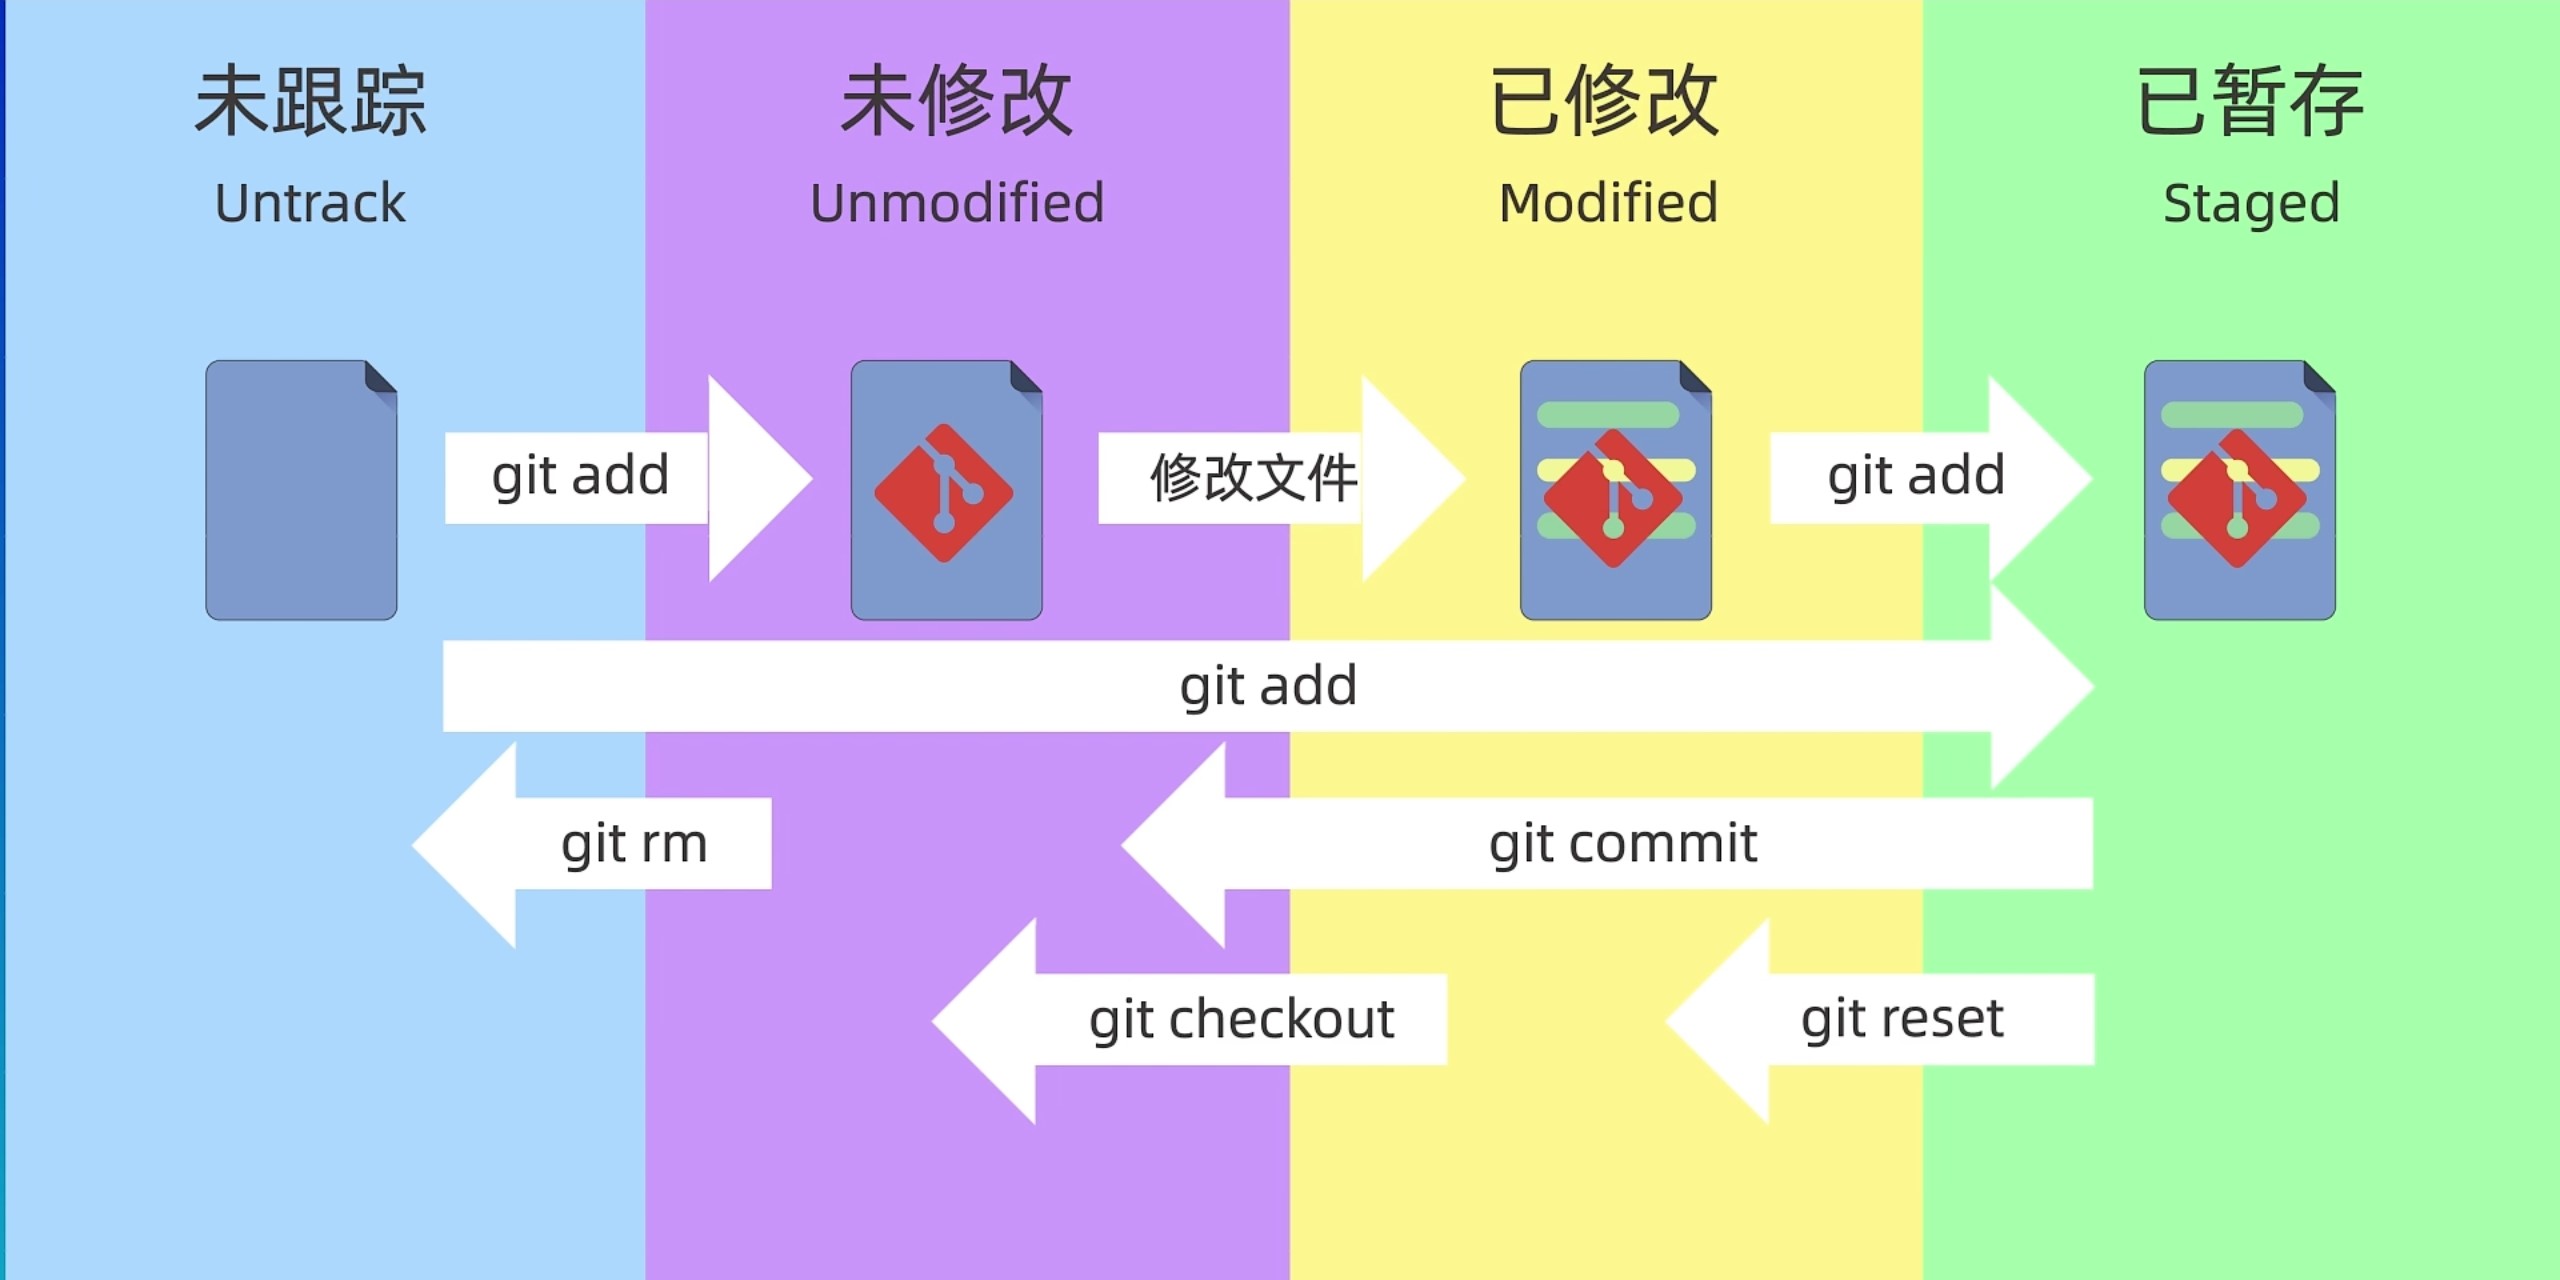 未跟踪
Untrack
未修改
Unmodified
已修改
Modified
已暂存
Staged
git add
修改文件
git add
git add
git rm
git commit
git checkout
git reset